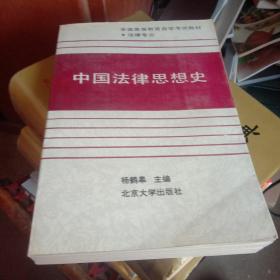 全国高等教育自学考试教材
●法律专业
中国法律思想史
杨鹤皋 主编
北京大学出版社